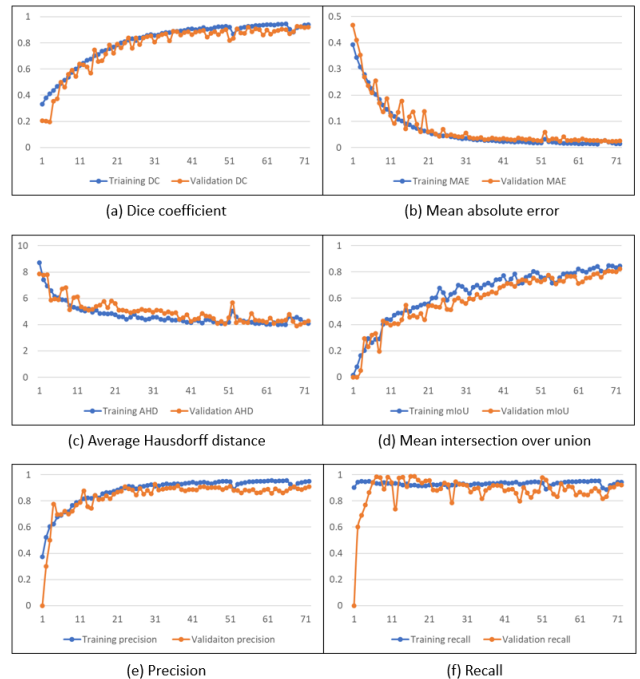 1
0.8
0.6
0.4
0.2
0
1 11 21 31 41 51 61 71
Triaining DC Validation DC
(a) Dice coefficient
0.5
0.4
0.3
0.2
0.1
0
1 11 21 31 41 51 61 71
Training MAE Validation MAE
(b) Mean absolute error
10
8
6
4
2
0
1 11 21 31 41 51 61 71
Training AHD Validation AHD
(c) Average Hausdorff distance
1
0.8
0.6
0.4
0.2
0
1 11 21 31 41 51 61 71
Training mIoU Validation mIoU
(d) Mean intersection over union
1
0.8
0.6
0.4
0.2
0
1 11 21 31 41 51 61 71
Training precision Validaiton precision
(e) Precision
1
0.8
0.6
0.4
0.2
0
1 11 21 31 41 51 61 71
Training recall Validation recall
(f) Recall